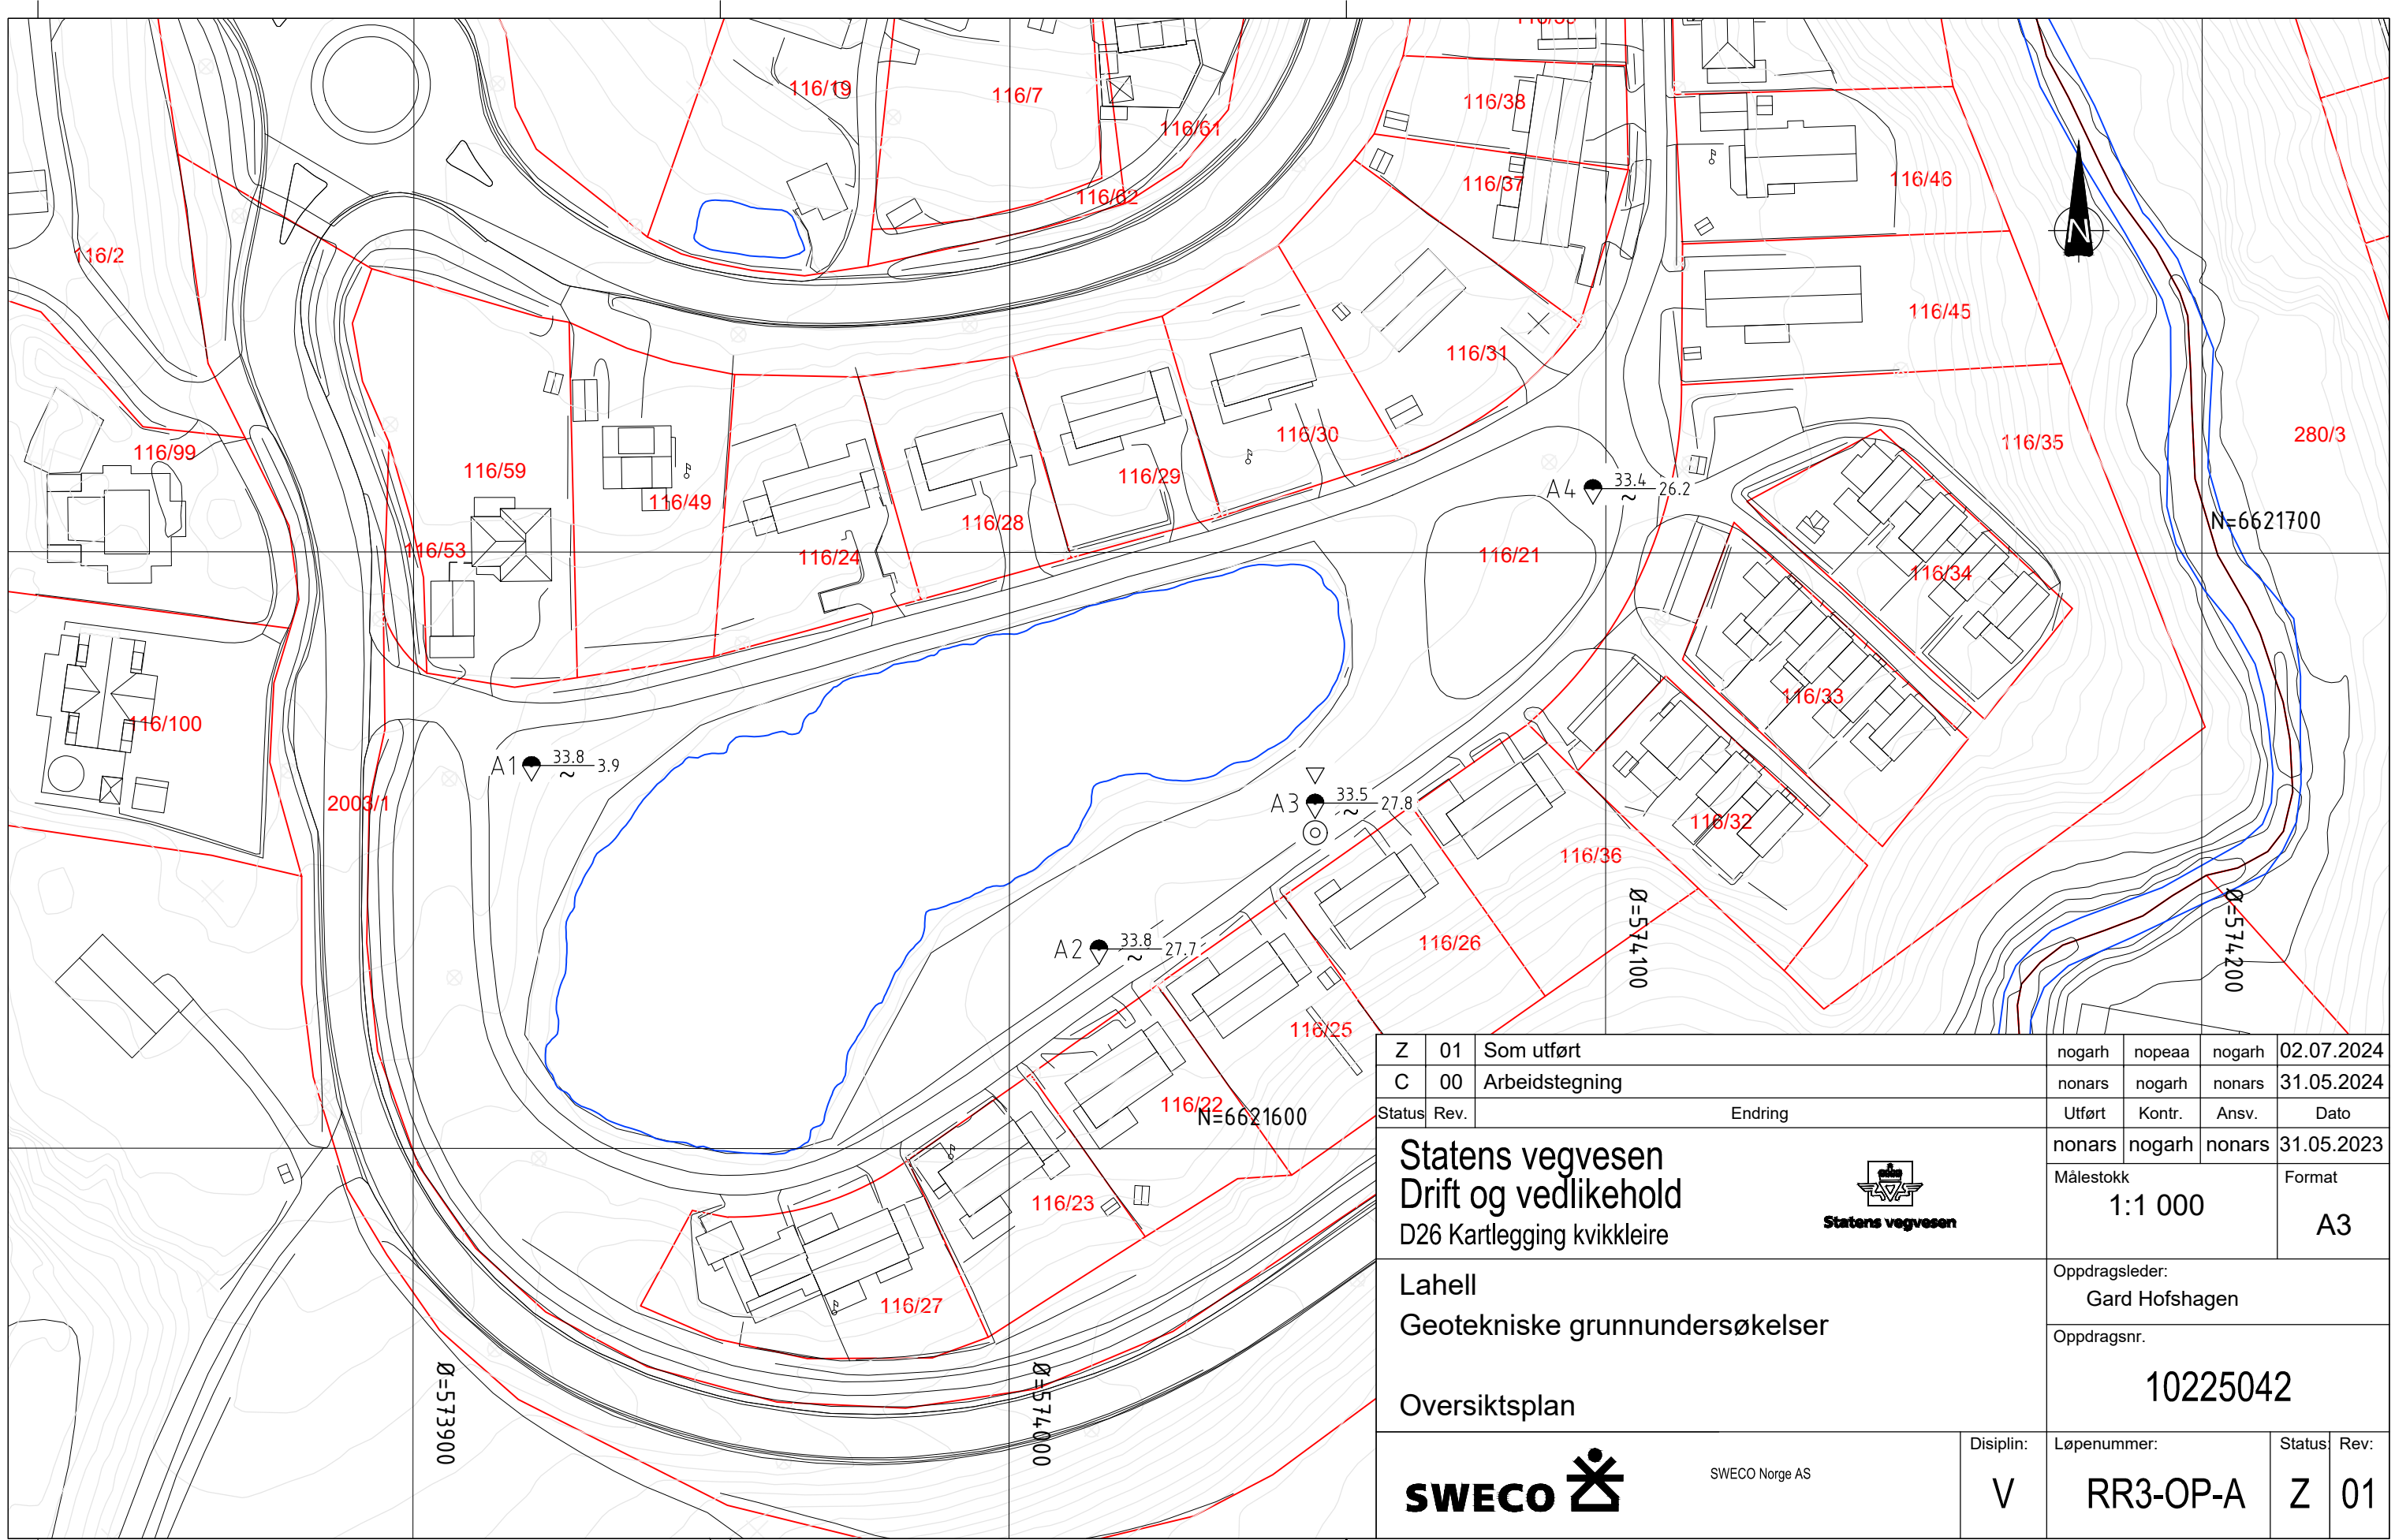 116/19
116/7
116/61
116/62
116/38
116/37
116/46
116/2
N
116/45
116/31
116/99
116/59
116/49
116/30
116/29
116/28
116/35
280/3
A4 33.4 ~ 26.2
N=6621700
116/53
116/24
116/21
116/34
116/33
116/100
A1 33.8 ~ 3.9
2003/1
A3 33.5 ~ 27.8
116/32
116/36
Ø=574100
Ø=574200
A2 33.8 ~ 27.7
116/26
116/25
116/22
N=6621600
116/23
116/27
Ø=573900
Ø=574000
Z 01 Som utført nogarh nopeaa nogarh 02.07.2024
C 00 Arbeidstegning nonars nogarh nonars 31.05.2024
Status Rev. Endring Utført Kontr. Ansv. Dato
nonars nogarh nonars 31.05.2023
Statens vegvesen
Drift og vedlikehold
D26 Kartlegging kvikkleire
Statens vegvesen
Målestokk
1:1 000
Format
A3
Lahell
Geotekniske grunnundersøkelser
Oversiktsplan
Oppdragsleder:
Gard Hofshagen
Oppdragsnr.
10225042
SWECO
SWECO Norge AS
Disiplin:
V
Løpenummer:
RR3-OP-A
Status:
Z
Rev:
01